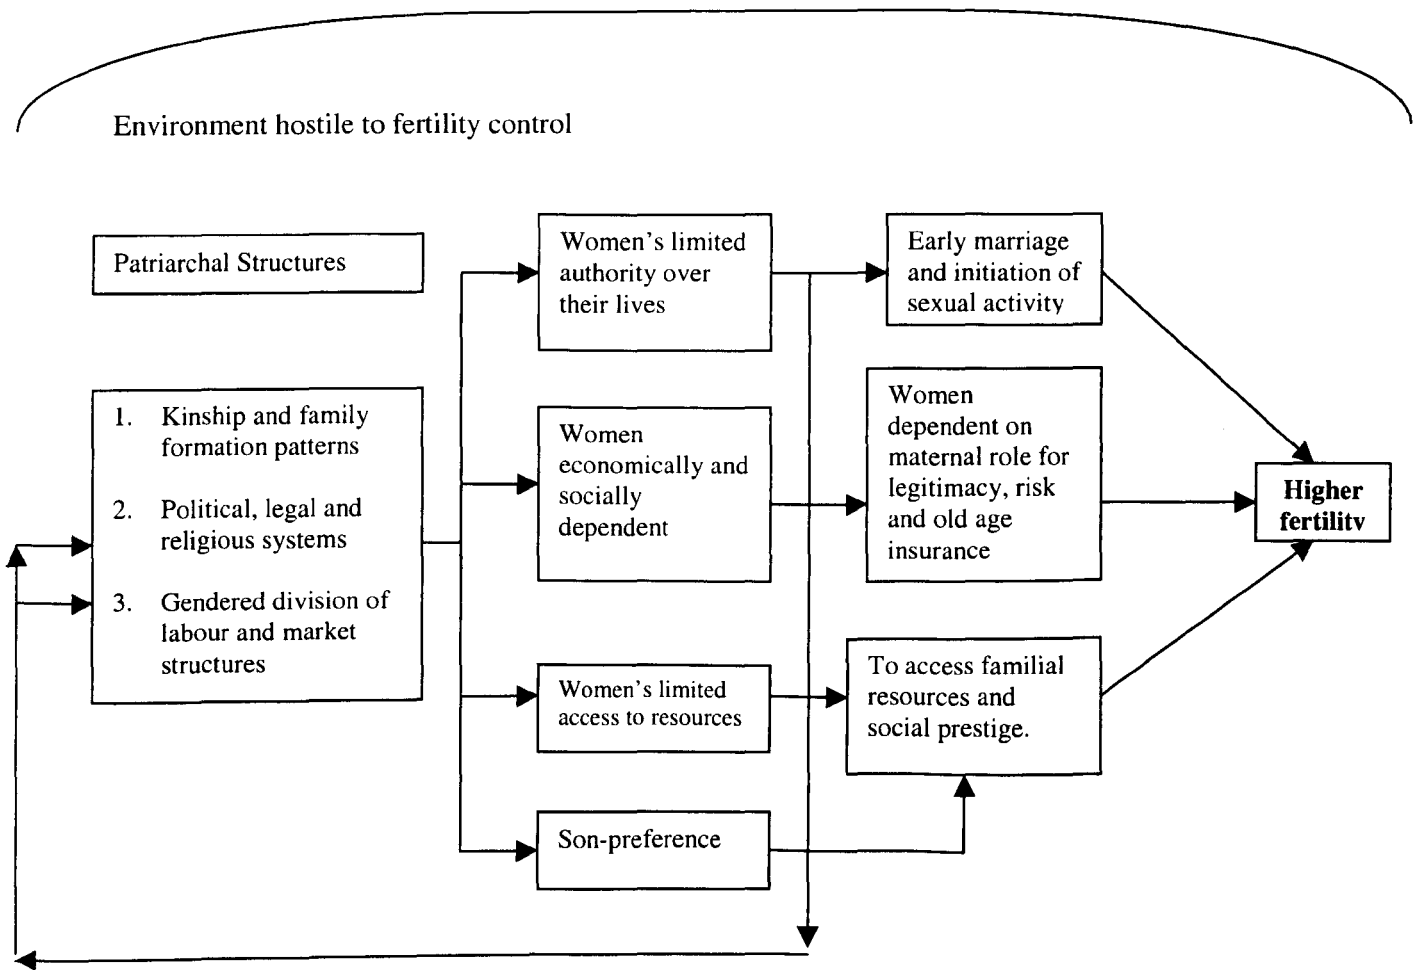 Environment hostile to fertility control
Patriarchal Structures
1. Kinship and family
formation patterns
2. Political, legal and
religious systems
3. Gendered division of
labour and market
structures
Women's limited
authority over
their lives
Women
economically and
socially
dependent
Women's limited
access to resources
Son-preference
Early marriage
and initiation of
sexual activity
Women
dependent on
maternal role for
legitimacy, risk
and old age
insurance
To access familial
resources and
social prestige.
Higher
fertility